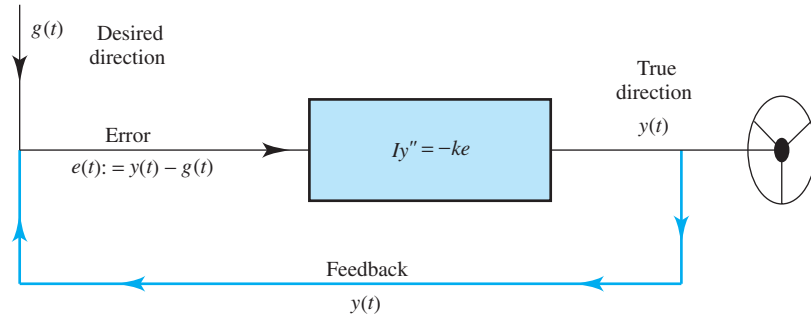 g(t)
Desired
direction
Error
e(t): = y(t) – g(t)
Iy″ = –ke
True
direction
y(t)
Feedback
y(t)